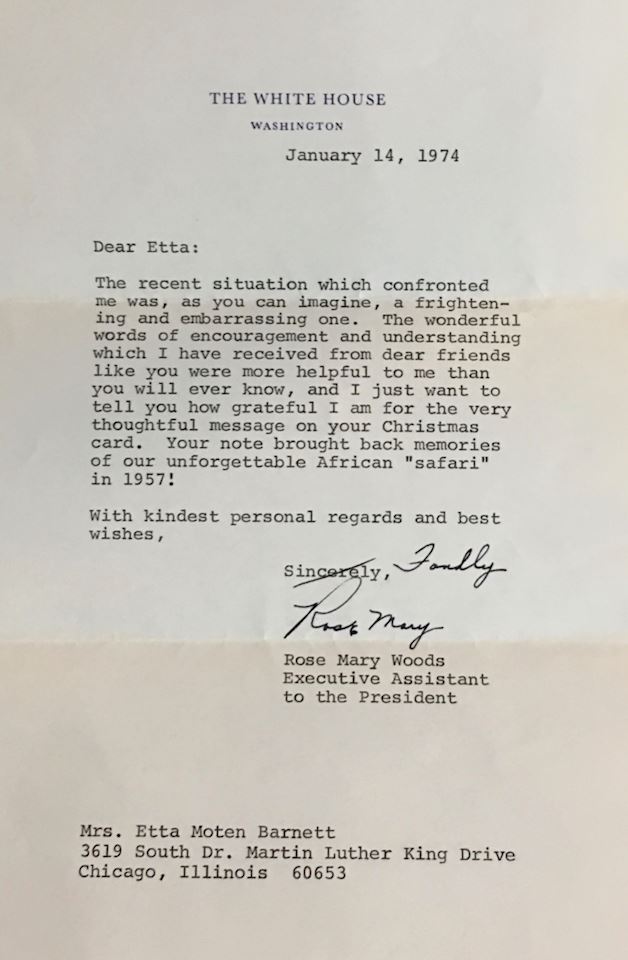 THE WHITE HOUSE
WASHINGTON
January 14, 1974
Dear Etta:
The recent situation which confronted
me was, as you can imagine, a frighten-
ing and embarrassing one. The wonderful
words of encouragement and understanding
which I have received from dear friends
like you were more helpful to me than
you will ever know, and I just want to
tell you how grateful I am for the very
thoughtful message on your Christmas
card. Your note brought back memories
of our unforgettable African "safari"
in 1957!
With kindest personal regards and best
wishes,
Sincerely, Fondly
Rose Mary
Rose Mary Woods
Executive Assistant
to the President
Mrs. Etta Moten Barnett
3619 South Dr. Martin Luther King Drive
Chicago, Illinois 60653